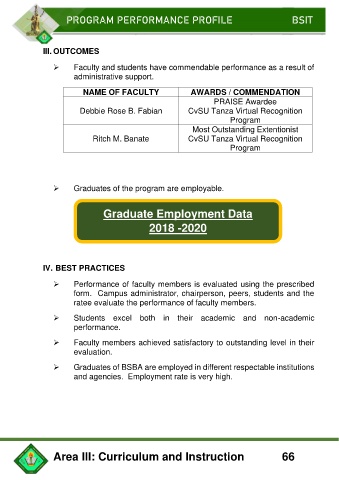 PROGRAM PERFORMANCE PROFILE BSIT
III. OUTCOMES
➢ Faculty and students have commendable performance as a result of
administrative support.
NAME OF FACULTY AWARDS / COMMENDATION
Debbie Rose B. Fabian PRAISE Awardee
CvSU Tanza Virtual Recognition
Program
Ritch M. Banate Most Outstanding Extentionist
CvSU Tanza Virtual Recognition
Program
➢ Graduates of the program are employable.
Graduate Employment Data
2018 -2020
IV. BEST PRACTICES
➢ Performance of faculty members is evaluated using the prescribed
form. Campus administrator, chairperson, peers, students and the
ratee evaluate the performance of faculty members.
➢ Students excel both in their academic and non-academic
performance.
➢ Faculty members achieved satisfactory to outstanding level in their
evaluation.
➢ Graduates of BSBA are employed in different respectable institutions
and agencies. Employment rate is very high.
Area III: Curriculum and Instruction 66